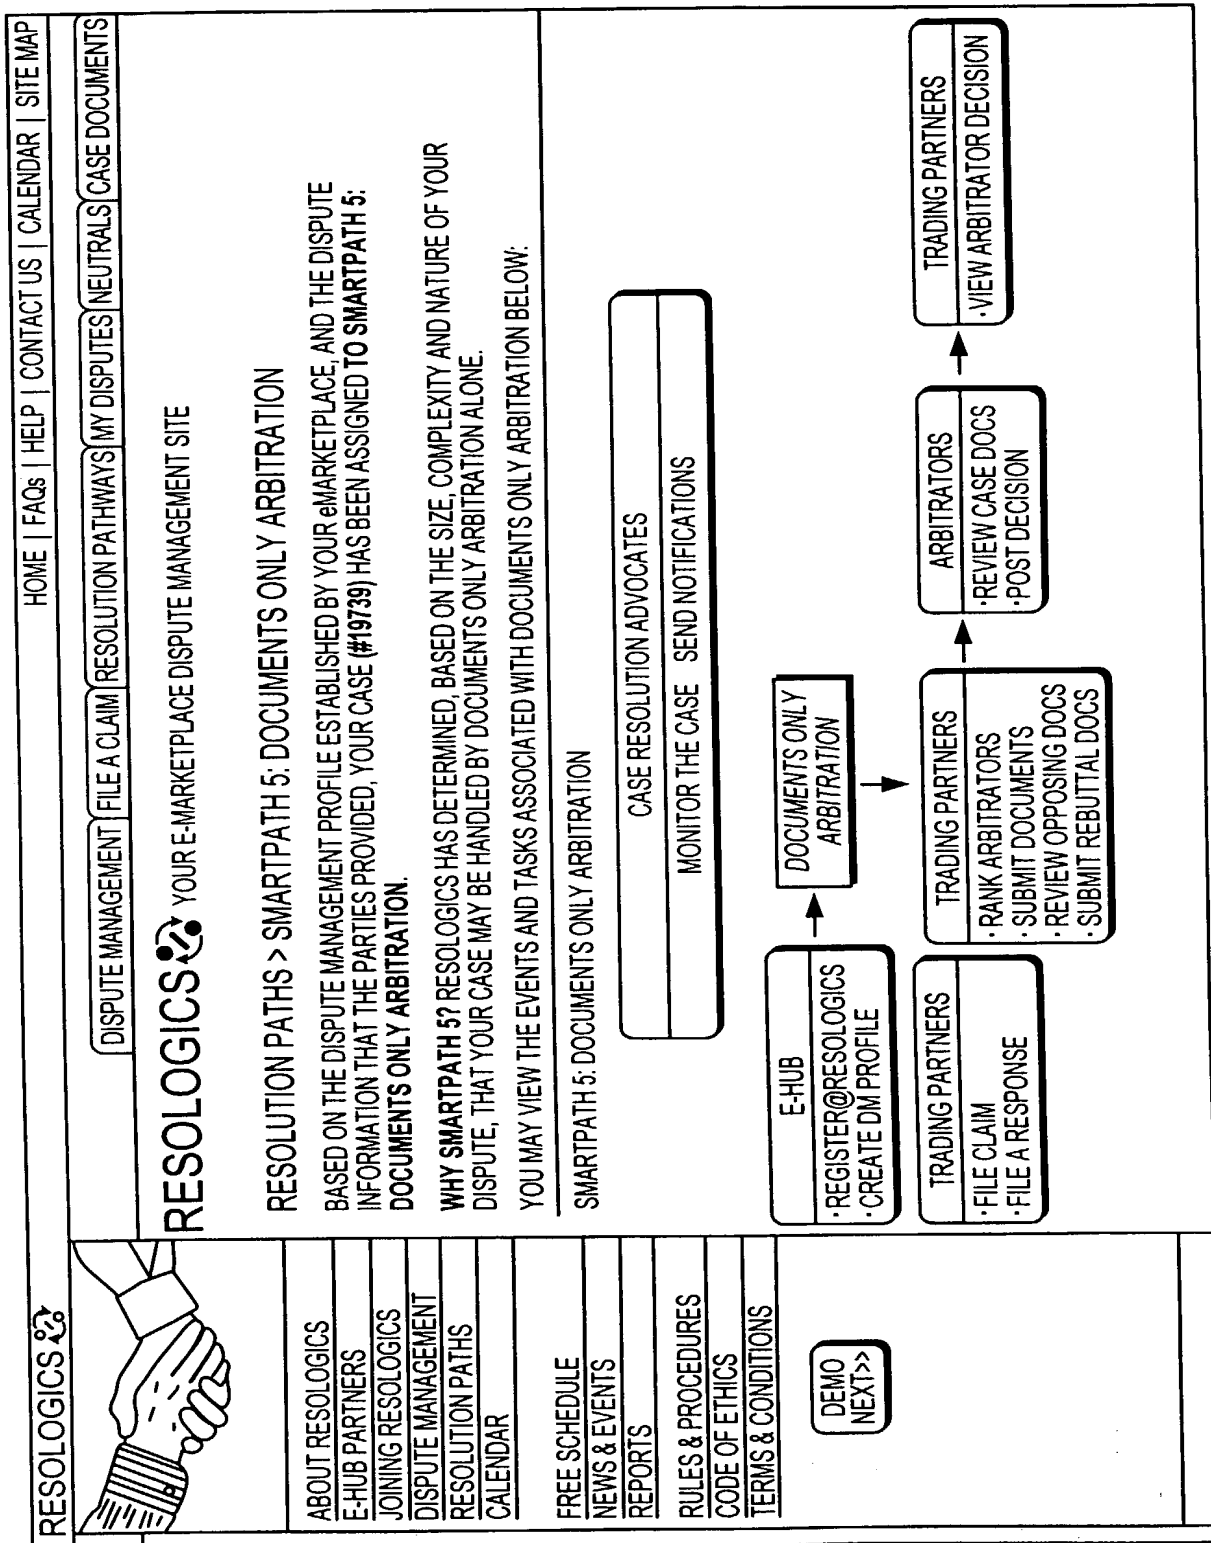 RESOLOGICS
HOME | FAQs | HELP | CONTACT US | CALENDAR | SITE MAP
DISPUTE MANAGEMENT FILE A CLAIM RESOLUTION PATHWAYS MY DISPUTES NEUTRALS CASE DOCUMENTS
RESOLOGICS YOUR E-MARKETPLACE DISPUTE MANAGEMENT SITE
ABOUT RESOLOGICS
E-HUB PARTNERS
JOINING RESOLOGICS
DISPUTE MANAGEMENT
RESOLUTION PATHS
CALENDAR
FREE SCHEDULE
NEWS & EVENTS
REPORTS
RULES & PROCEDURES
CODE OF ETHICS
TERMS & CONDITIONS
DEMO
NEXT>>
RESOLUTION PATHS > SMARTPATH 5: DOCUMENTS ONLY ARBITRATION
BASED ON THE DISPUTE MANAGEMENT PROFILE ESTABLISHED BY YOUR eMARKETPLACE, AND THE DISPUTE
INFORMATION THAT THE PARTIES PROVIDED, YOUR CASE (#19739) HAS BEEN ASSIGNED TO SMARTPATH 5:
DOCUMENTS ONLY ARBITRATION.
WHY SMARTPATH 5? RESOLOGICS HAS DETERMINED, BASED ON THE SIZE, COMPLEXITY AND NATURE OF YOUR
DISPUTE, THAT YOUR CASE MAY BE HANDLED BY DOCUMENTS ONLY ARBITRATION ALONE.
YOU MAY VIEW THE EVENTS AND TASKS ASSOCIATED WITH DOCUMENTS ONLY ARBITRATION BELOW:
SMARTPATH 5: DOCUMENTS ONLY ARBITRATION
CASE RESOLUTION ADVOCATES
MONITOR THE CASE SEND NOTIFICATIONS
E-HUB
·REGISTER@RESOLOGICS
·CREATE DM PROFILE
DOCUMENTS ONLY
ARBITRATION
TRADING PARTNERS
·FILE CLAIM
·FILE A RESPONSE
TRADING PARTNERS
·RANK ARBITRATORS
·SUBMIT DOCUMENTS
·REVIEW OPPOSING DOCS
·SUBMIT REBUTTAL DOCS
ARBITRATORS
·REVIEW CASE DOCS
·POST DECISION
TRADING PARTNERS
·VIEW ARBITRATOR DECISION